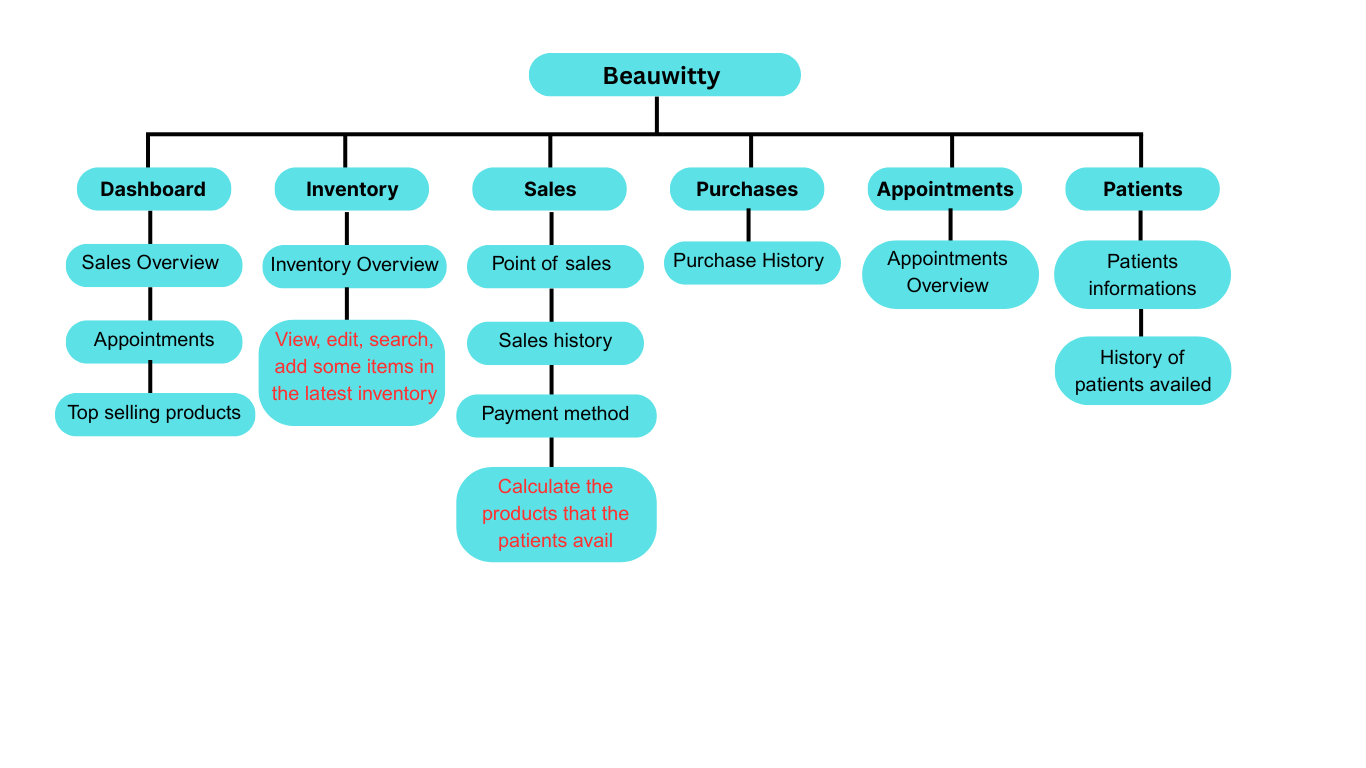 Beauwitty
Dashboard
Inventory
Sales
Purchases
Appointments
Patients
Sales Overview
Appointments
Top selling products
Inventory Overview
View, edit, search,
add some items in
the latest inventory
Point of sales
Sales history
Payment method
Calculate the
products that the
patients avail
Purchase History
Appointments
Overview
Patients
informations
History of
patients availed